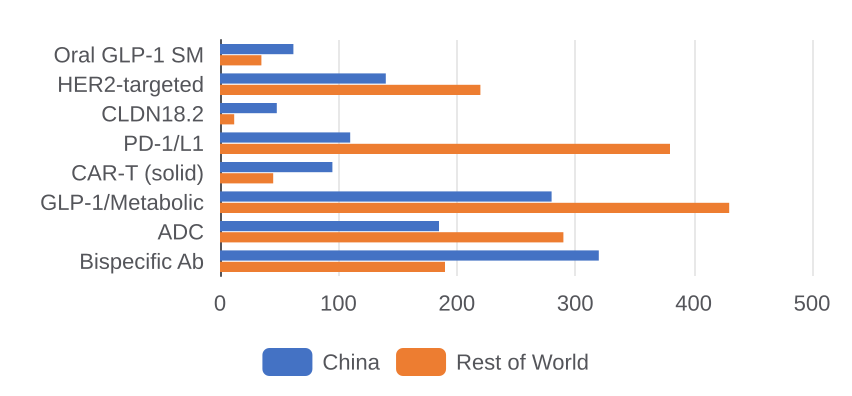 Oral GLP-1 SM
HER2-targeted
CLDN18.2
PD-1/L1
CAR-T (solid)
GLP-1/Metabolic
ADC
Bispecific Ab
0 100 200 300 400 500
China Rest of World